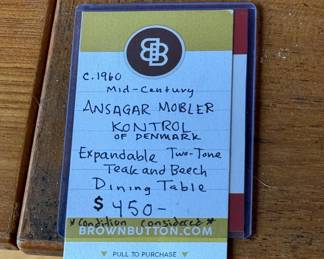 BB
c. 1960
Mid-Century
ANSAGAR MOBLER
KONTROL
OF DENMARK
Expandable Two-Tone
Teak and Beech
Dining Table
$450-
*condition considered*
BROWNBUTTON.COM
PULL TO PURCHASE